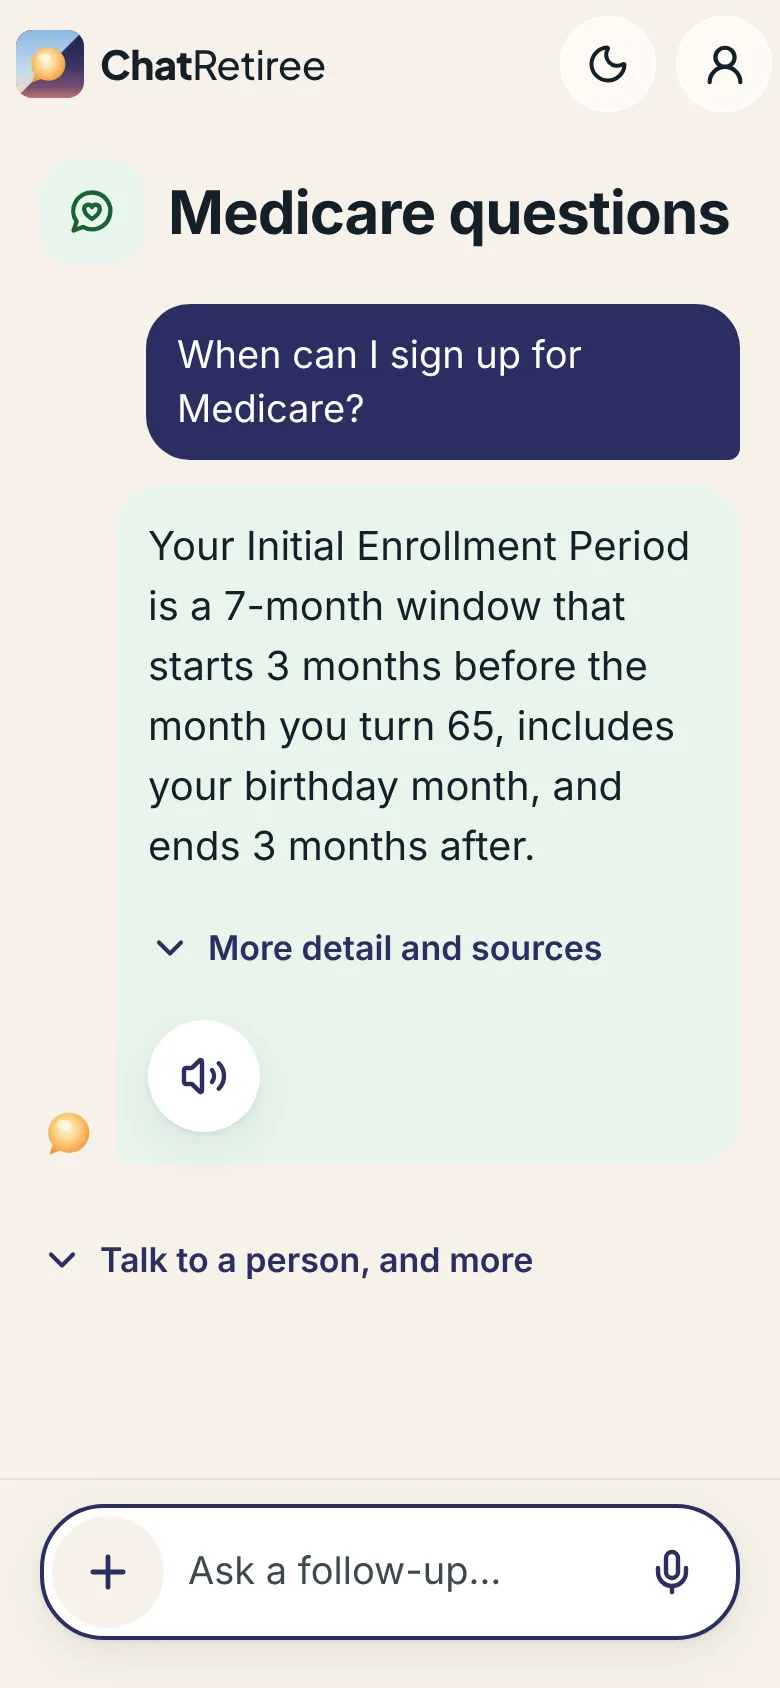 ChatRetiree
Medicare questions
When can I sign up for
Medicare?
Your Initial Enrollment Period
is a 7-month window that
starts 3 months before the
month you turn 65, includes
your birthday month, and
ends 3 months after.
More detail and sources
Talk to a person, and more
Ask a follow-up...